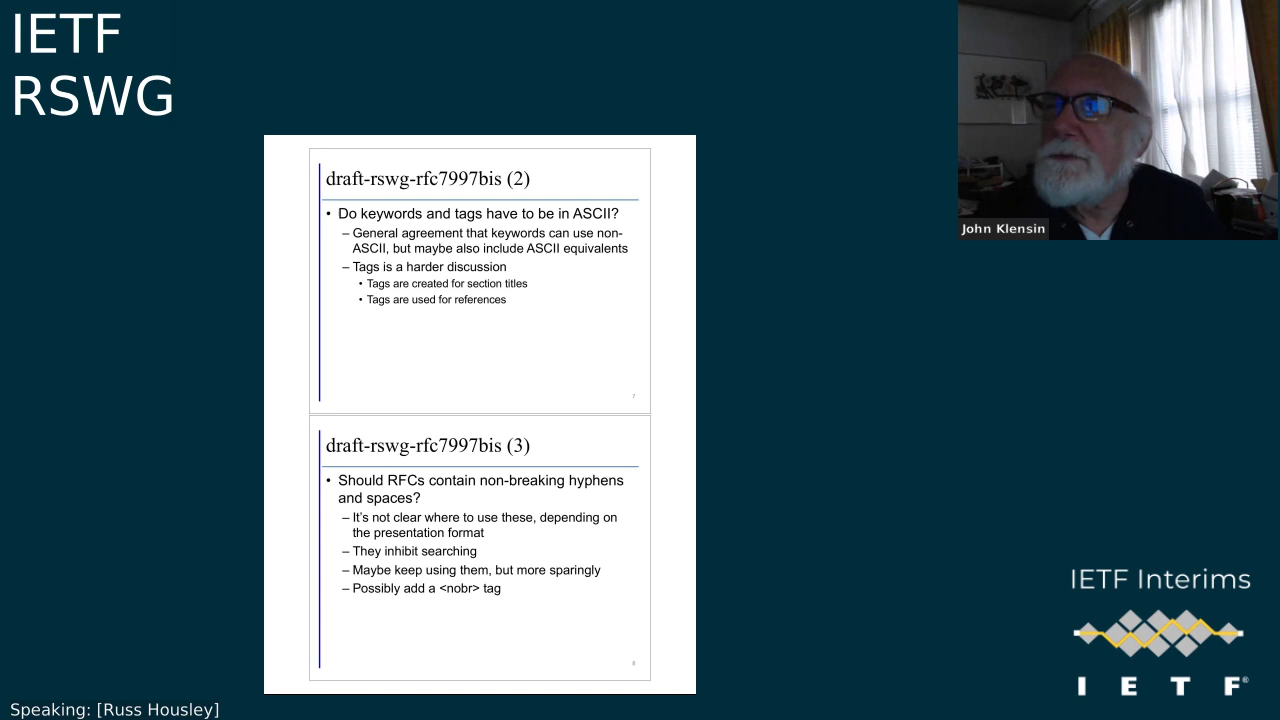 IETF
RSWG
draft-rswg-rfc7997bis (2)
• Do keywords and tags have to be in ASCII?
– General agreement that keywords can use non-
ASCII, but maybe also include ASCII equivalents
– Tags is a harder discussion
• Tags are created for section titles
• Tags are used for references
7
draft-rswg-rfc7997bis (3)
• Should RFCs contain non-breaking hyphens
and spaces?
– It’s not clear where to use these, depending on
the presentation format
– They inhibit searching
– Maybe keep using them, but more sparingly
– Possibly add a <nobr> tag
8
John Klensin
IETF Interims
I E T F®
Speaking: [Russ Housley]